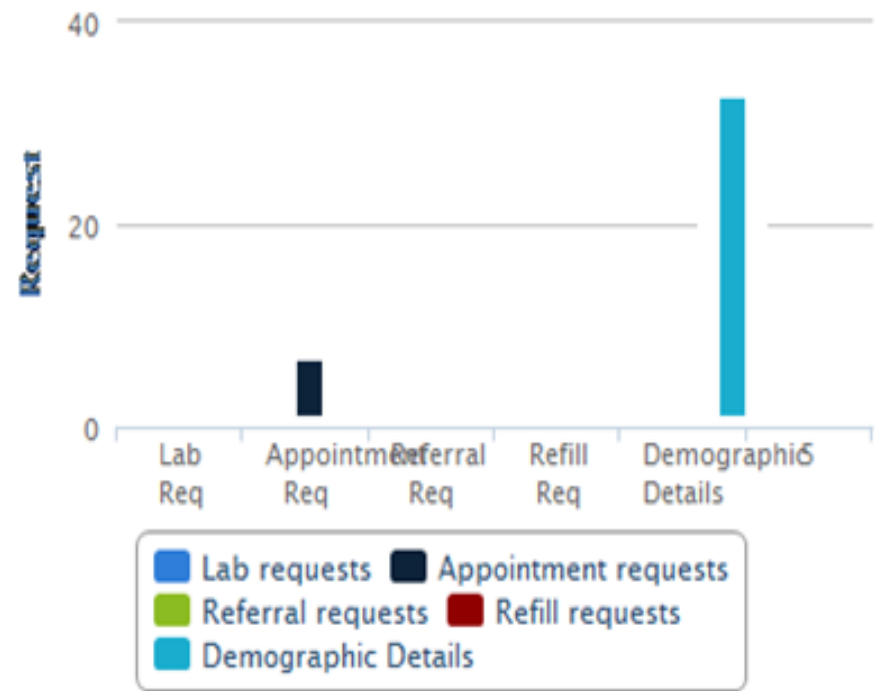 40
Request
20
0
Lab Appointment Referral Refill Demographic 5
Req Req Req Req Details
Lab requests Appointment requests
Referral requests Refill requests
Demographic Details